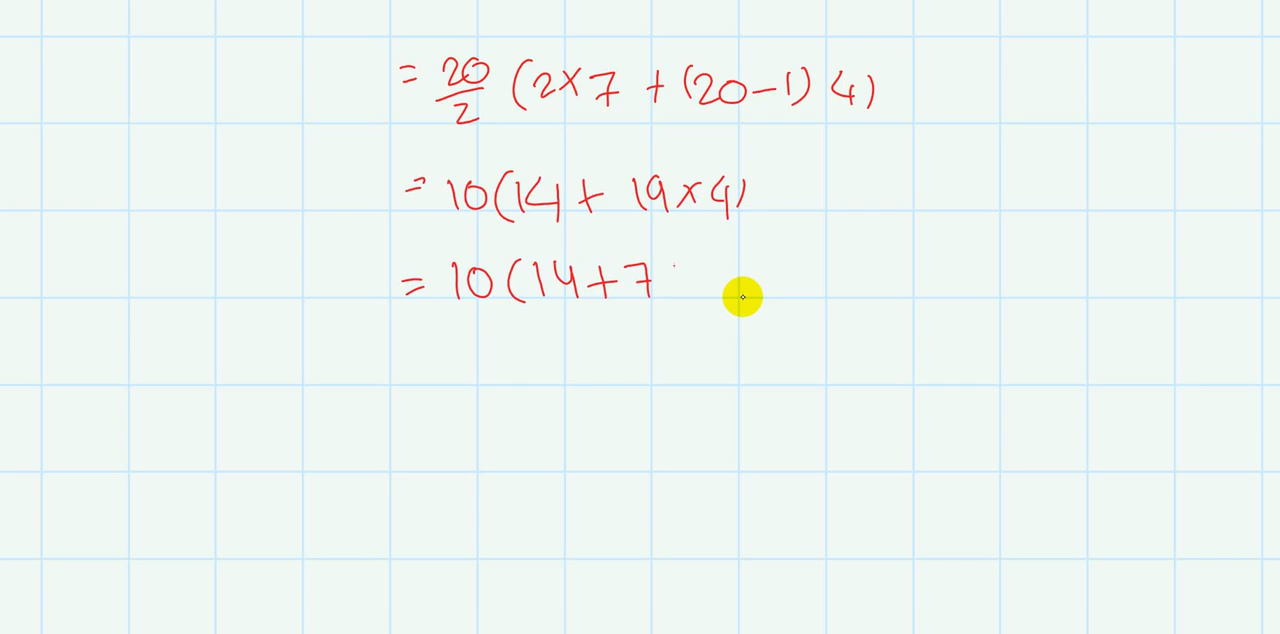 = 20/2 (2×7 + (20-1) 4)
= 10(14 + 19×4)
= 10(14+7